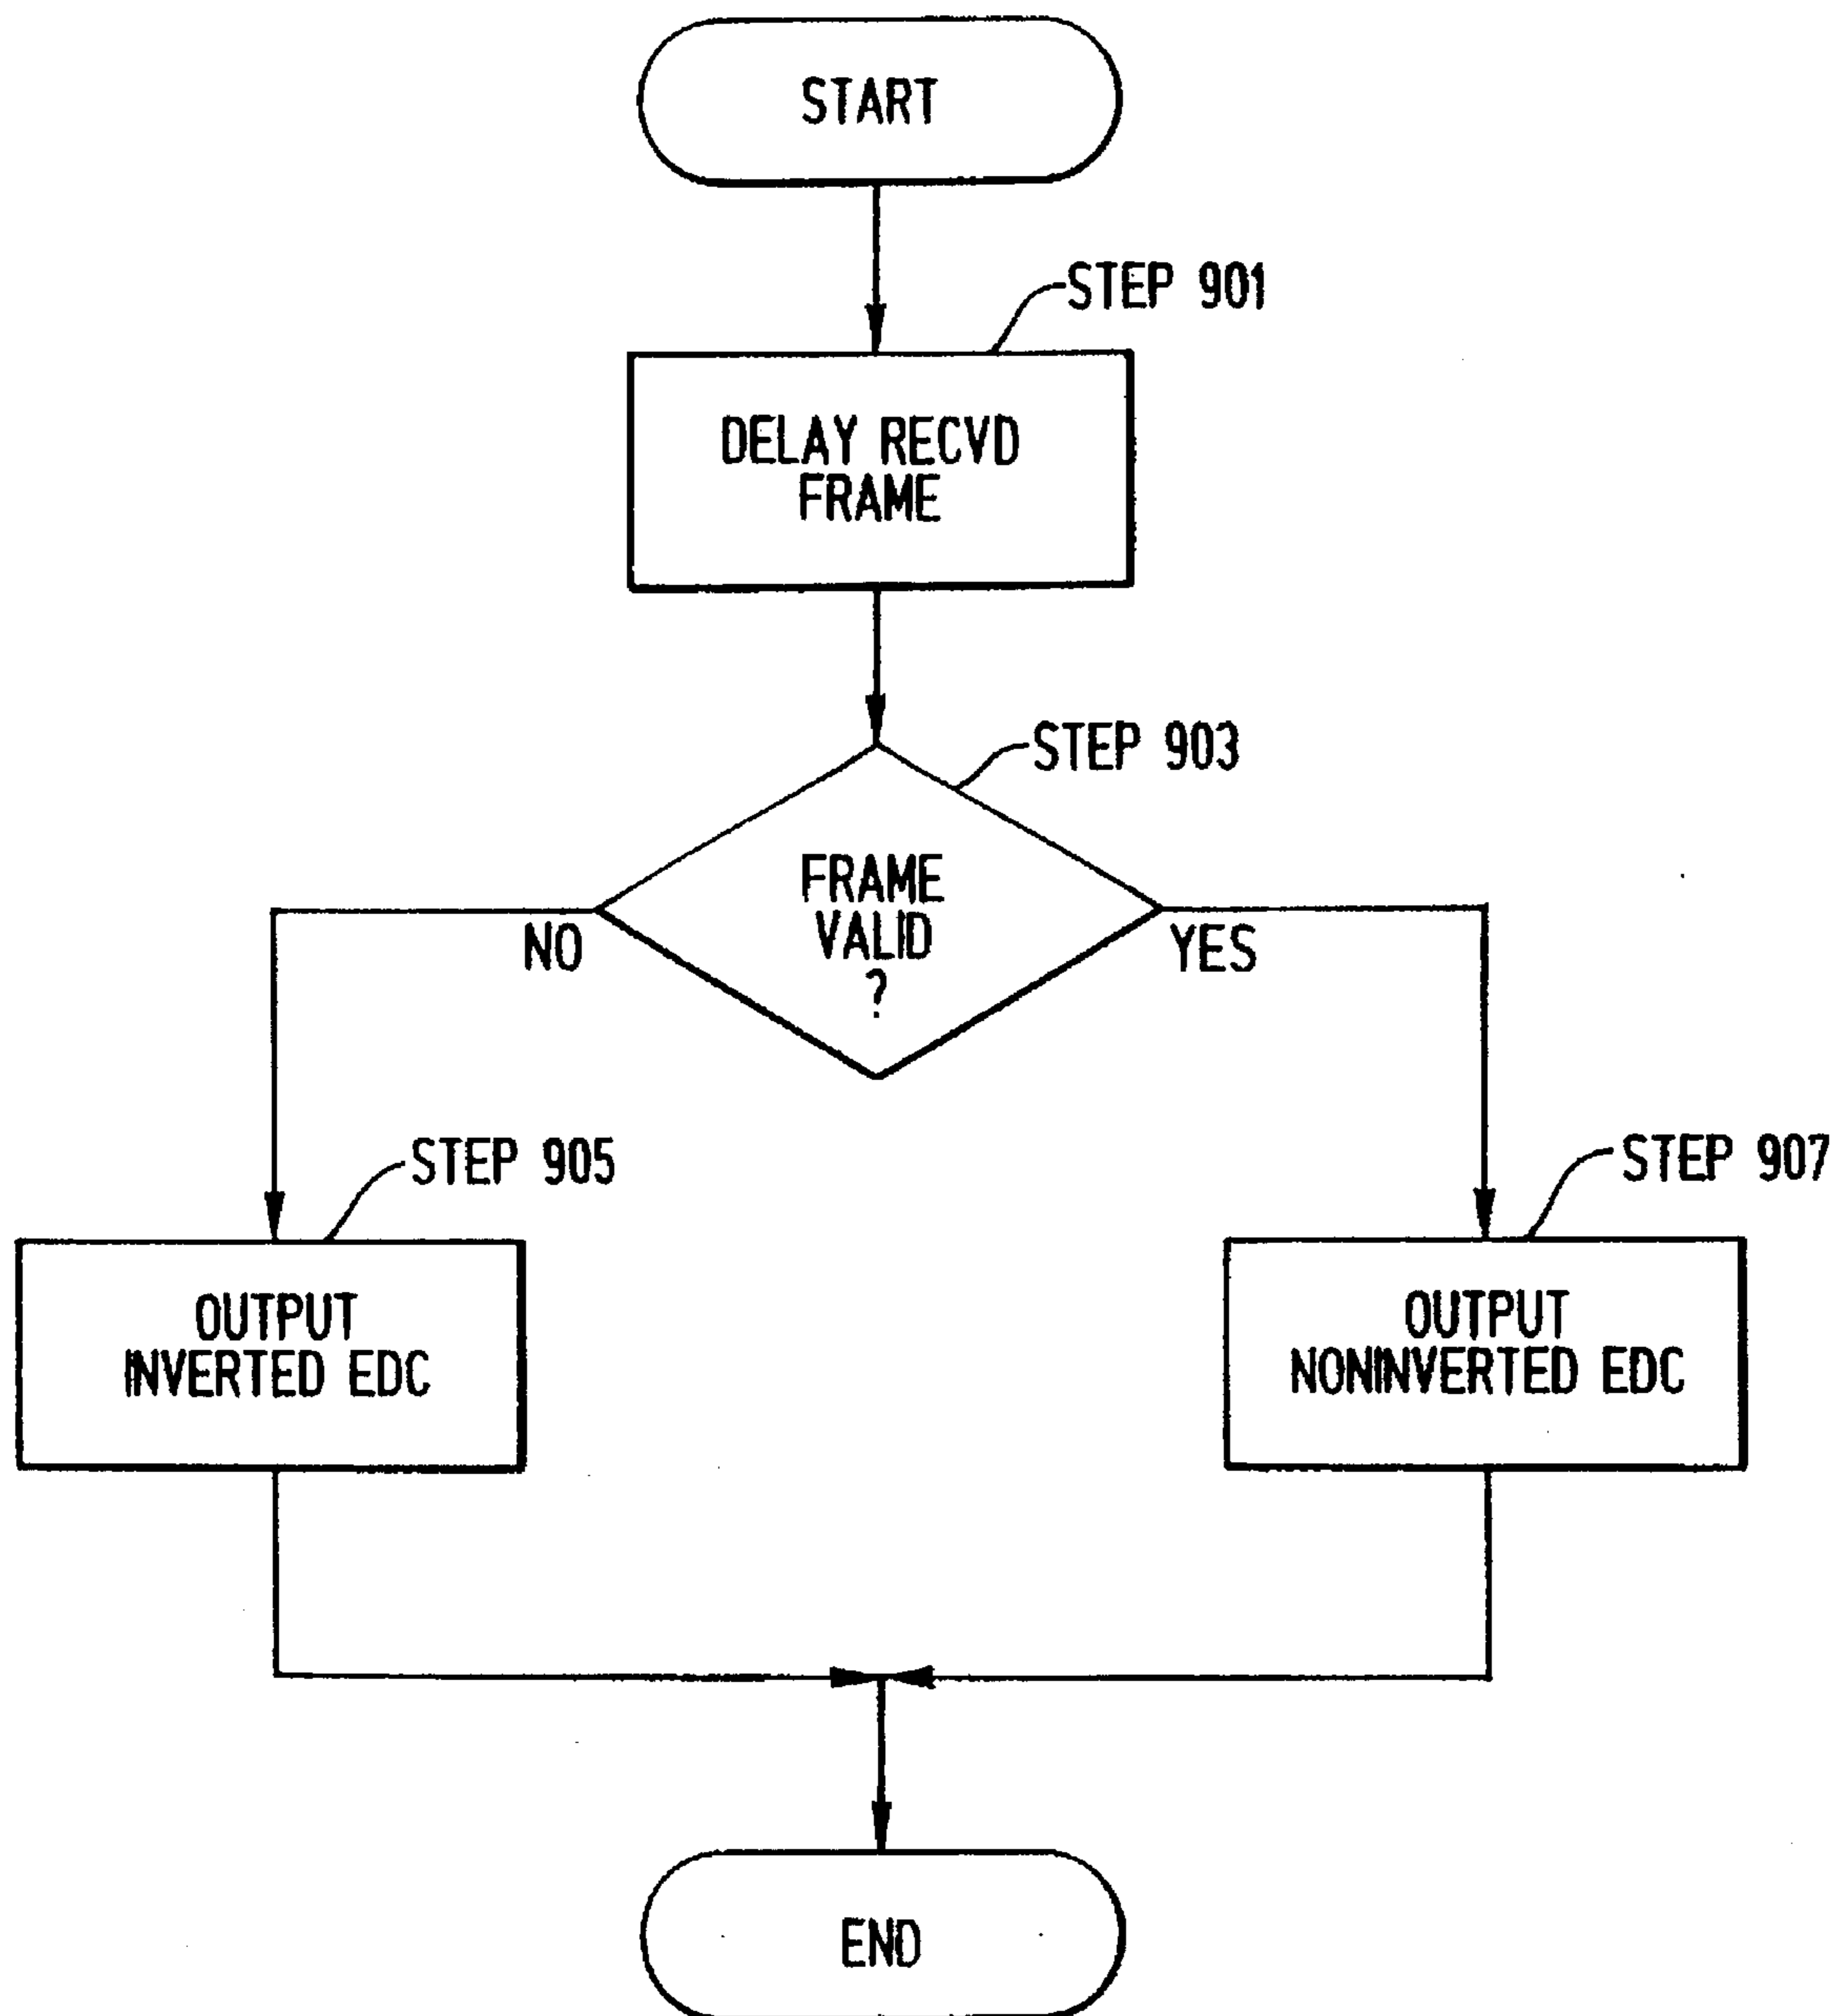 START
STEP 901
DELAY RECVD
FRAME
STEP 903
FRAME
VALID
?
NO
YES
STEP 905
STEP 907
OUTPUT
INVERTED EDC
OUTPUT
NONINVERTED EDC
END